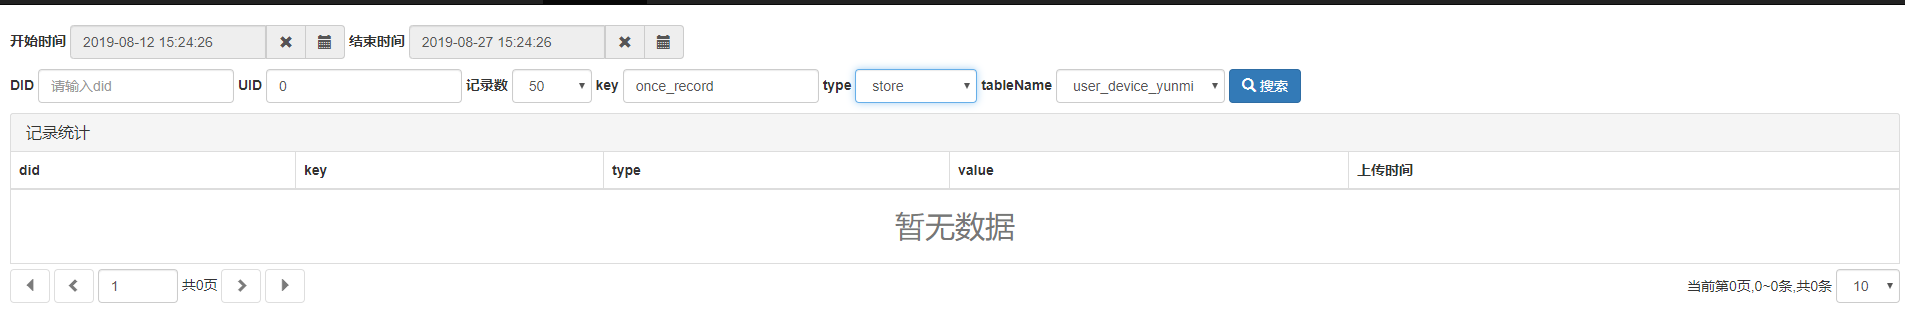 开始时间 2019-08-12 15:24:26 结束时间 2019-08-27 15:24:26
DID 请输入did UID 0 记录数 50 key once_record type store tableName user_device_yunmi 搜索
记录统计
did key type value 上传时间
暂无数据
1 共0页 当前第0页,0~0条,共0条 10